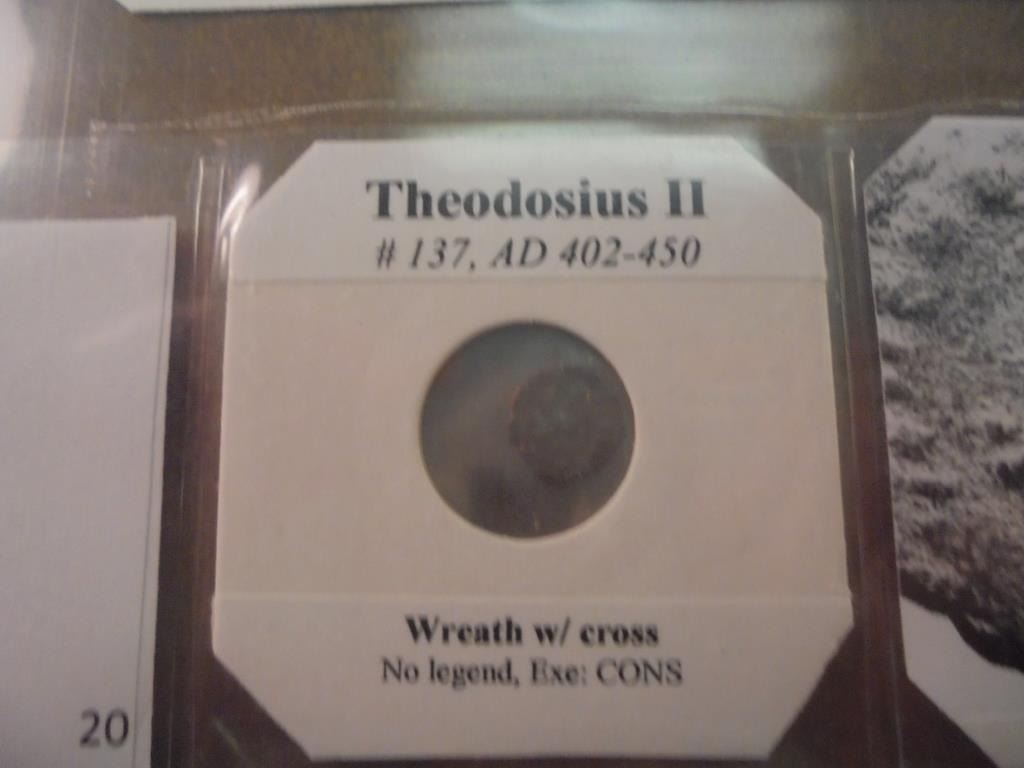 Theodosius II
# 137, AD 402-450
Wreath w/ cross
No legend, Exe: CONS
20